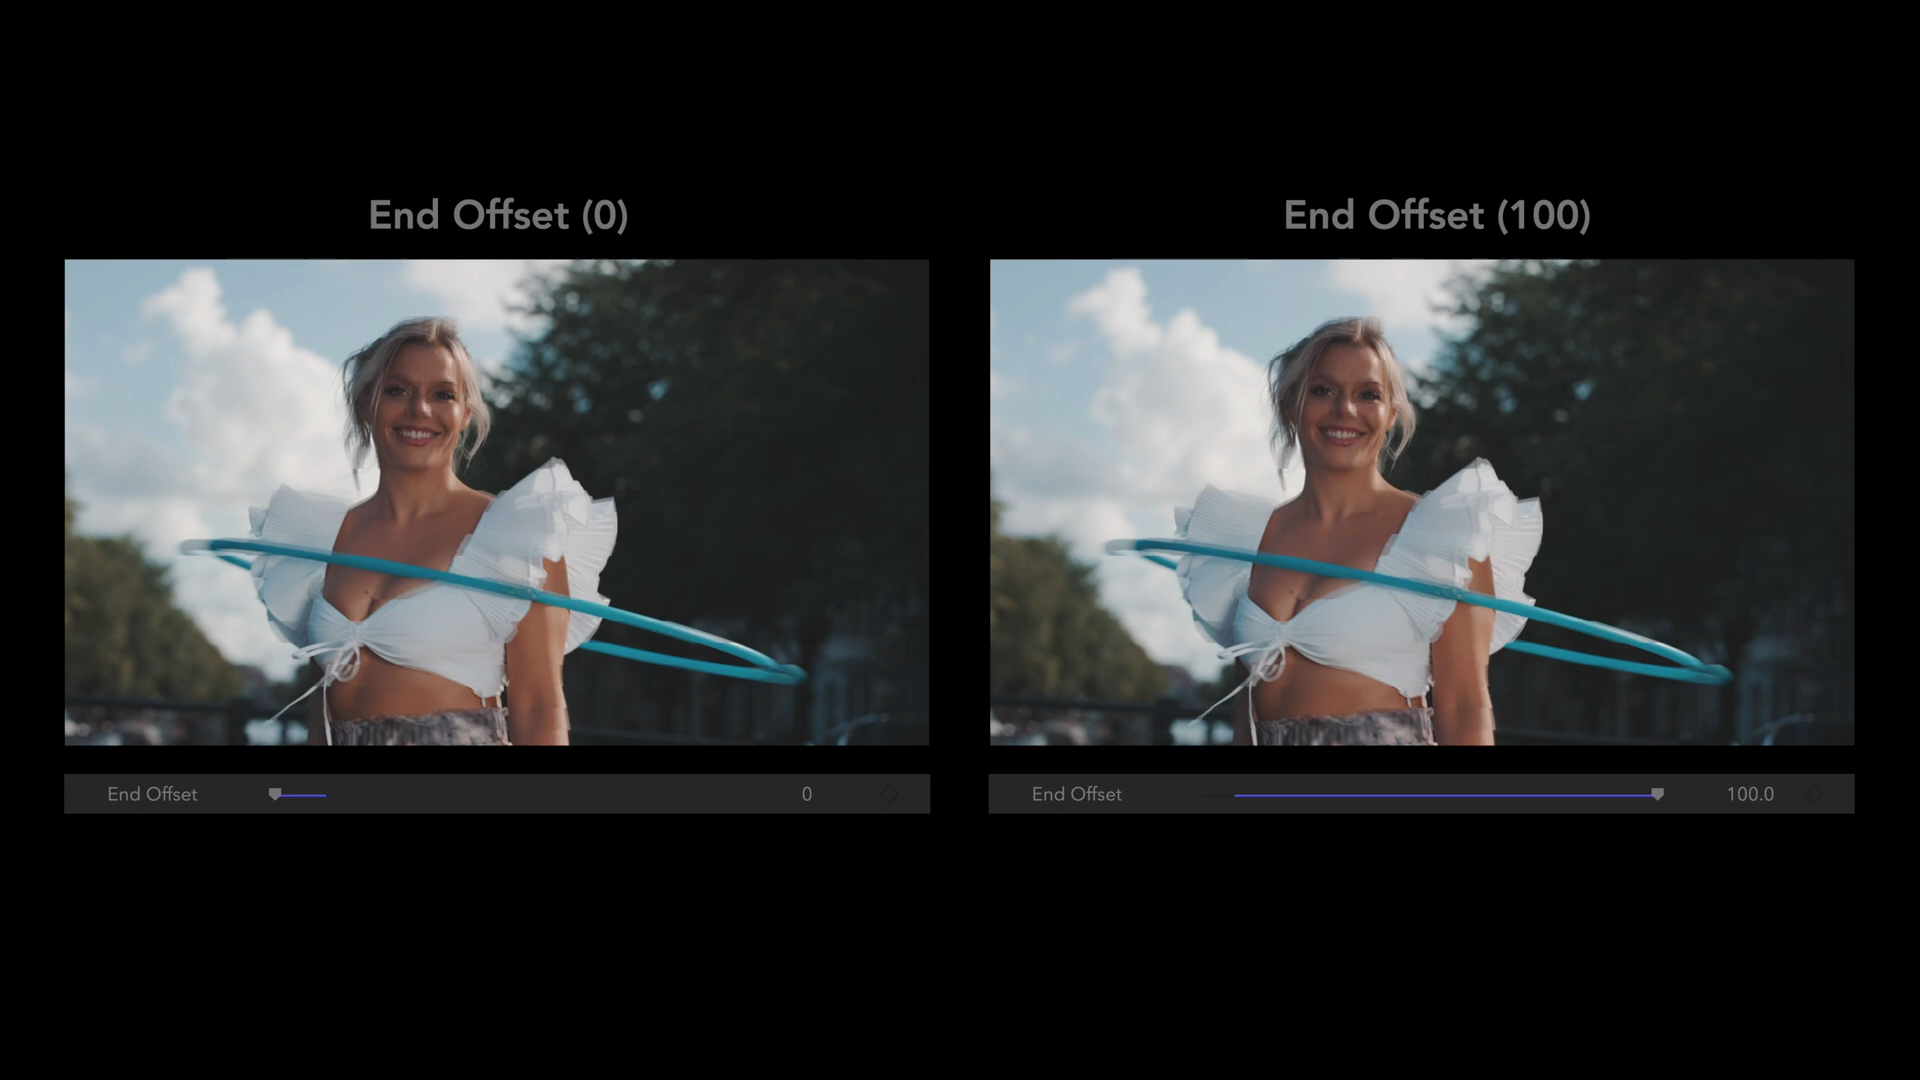 End Offset (0)
End Offset (100)
End Offset 0
End Offset 100.0